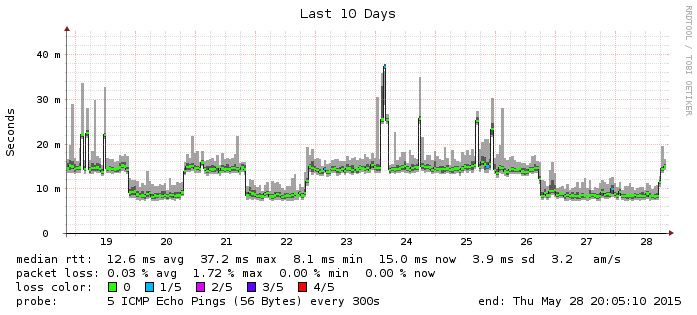 Last 10 Days
RRDTOOL / TOBI OETIKER
Seconds
40 m
30 m
20 m
10 m
0
19 20 21 22 23 24 25 26 27 28
median rtt: 12.6 ms avg 37.2 ms max 8.1 ms min 15.0 ms now 3.9 ms sd 3.2 am/s
packet loss: 0.03 % avg 1.72 % max 0.00 % min 0.00 % now
loss color: 0 1/5 2/5 3/5 4/5
probe: 5 ICMP Echo Pings (56 Bytes) every 300s end: Thu May 28 20:05:10 2015